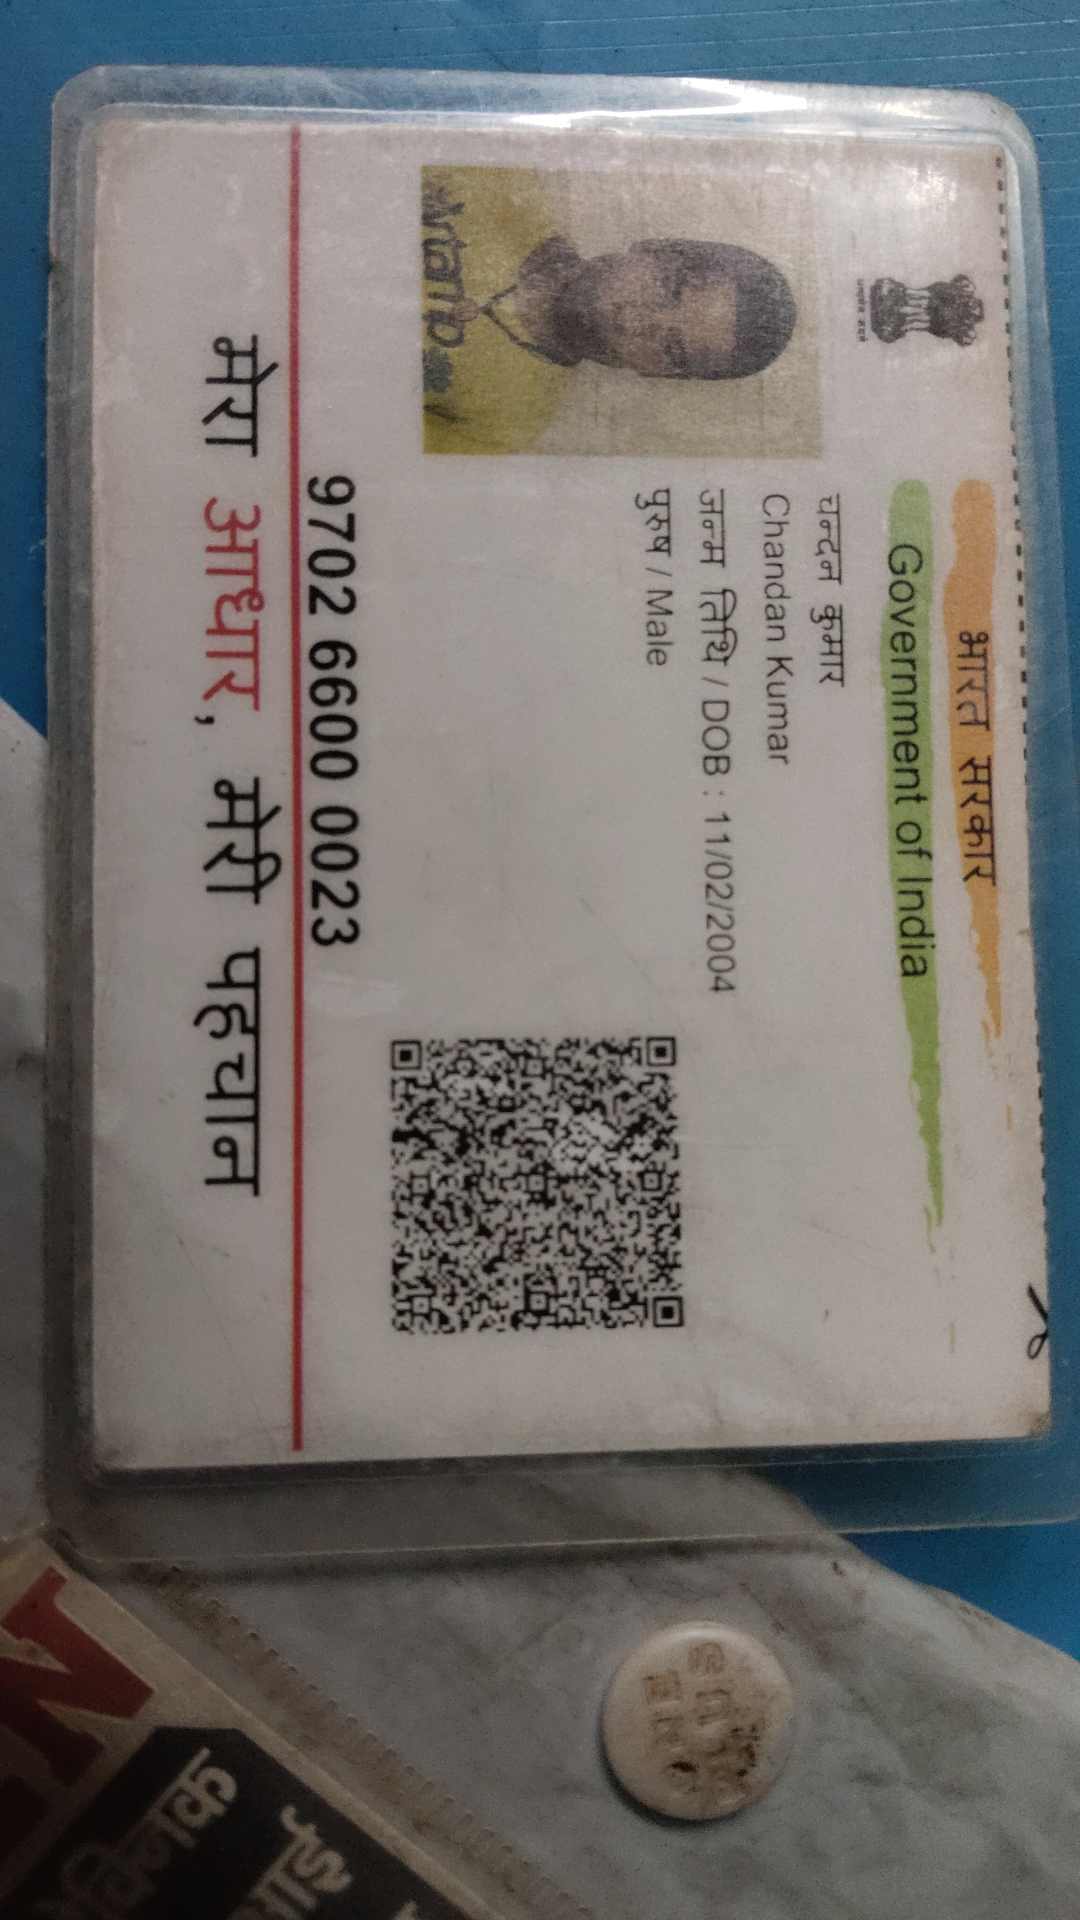 भारत सरकार
Government of India
चन्दन कुमार
Chandan Kumar
जन्म तिथि / DOB : 11/02/2004
पुरुष / Male
9702 6600 0023
मेरा आधार, मेरी पहचान